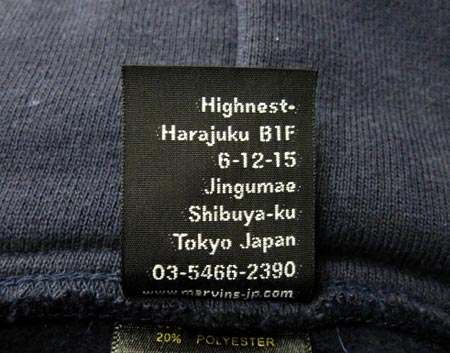 Highnest-
Harajuku B1F
6-12-15
Jingumae
Shibuya-ku
Tokyo Japan
03-5466-2390
www.marvins-jp.com
20% POLYESTER